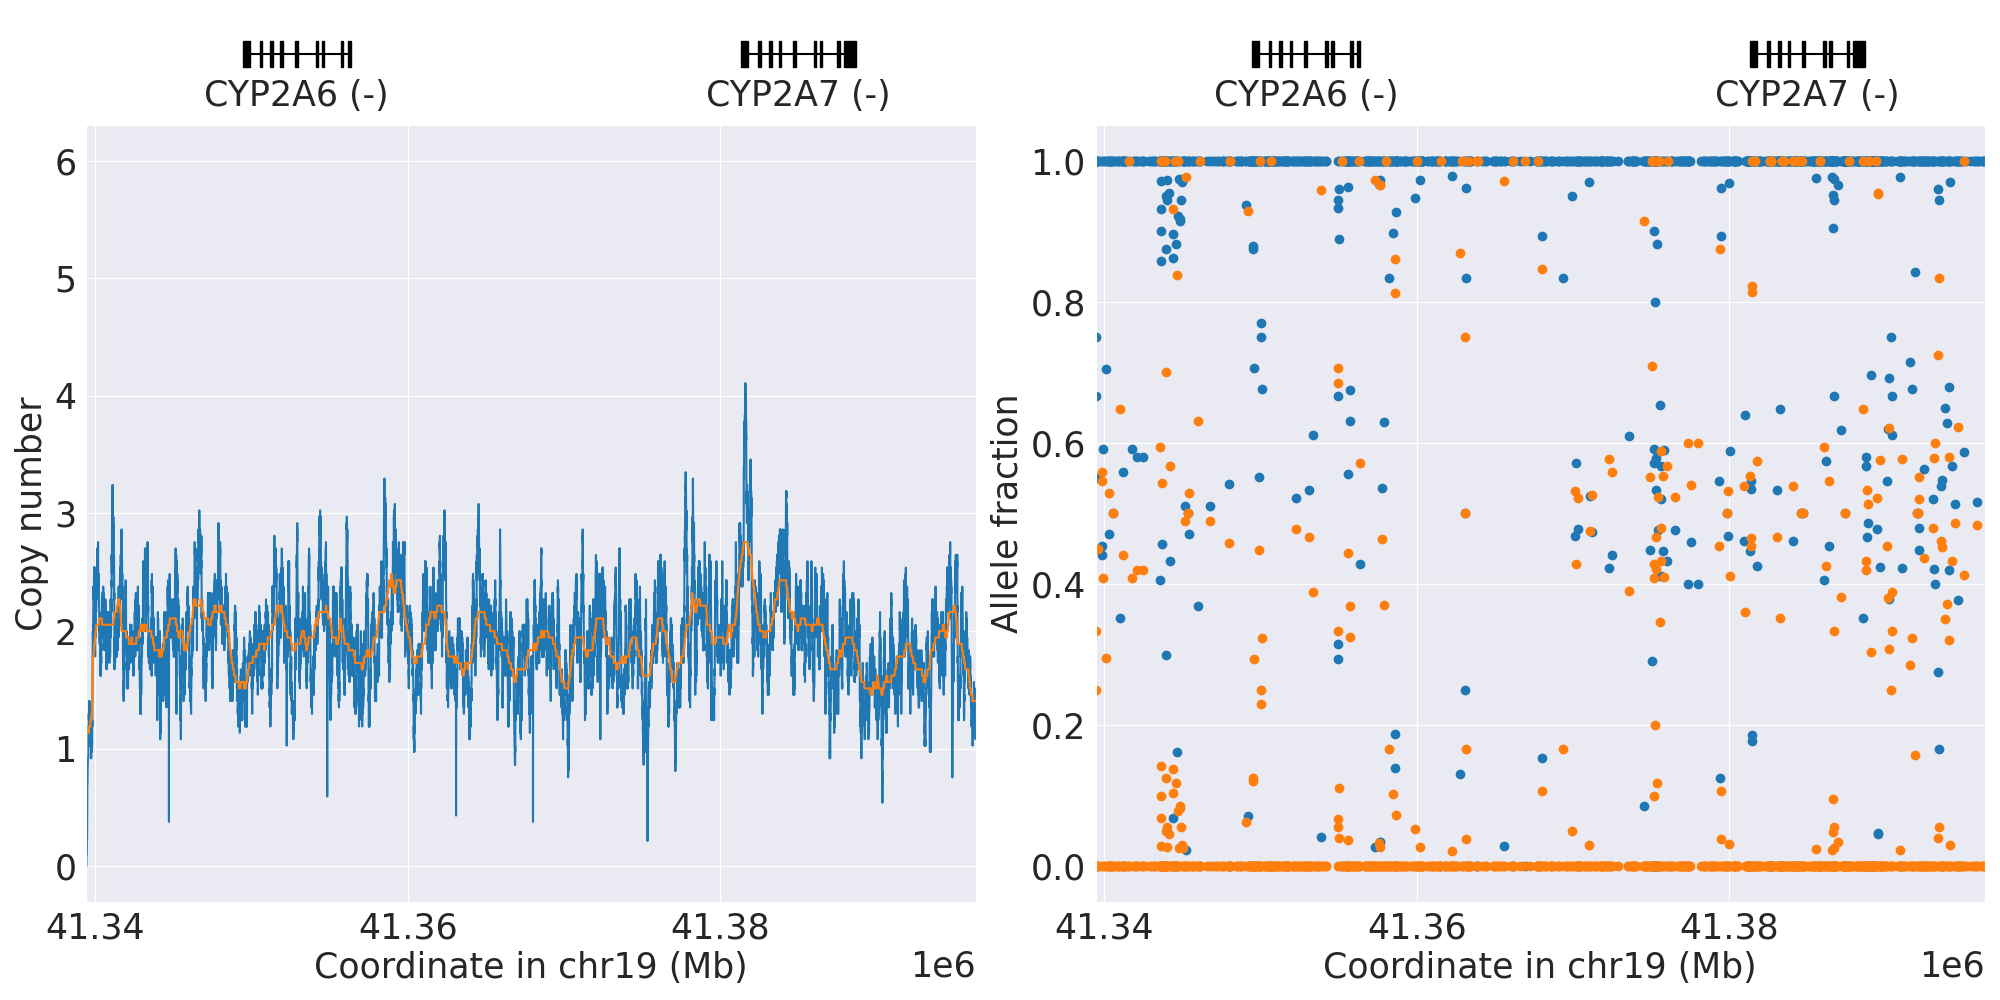 CYP2A6 (-) CYP2A7 (-)
6
5
4
3
2
1
0
Copy number
41.34 41.36 41.38
Coordinate in chr19 (Mb) 1e6
CYP2A6 (-) CYP2A7 (-)
1.0
0.8
0.6
0.4
0.2
0.0
Allele fraction
41.34 41.36 41.38
Coordinate in chr19 (Mb) 1e6